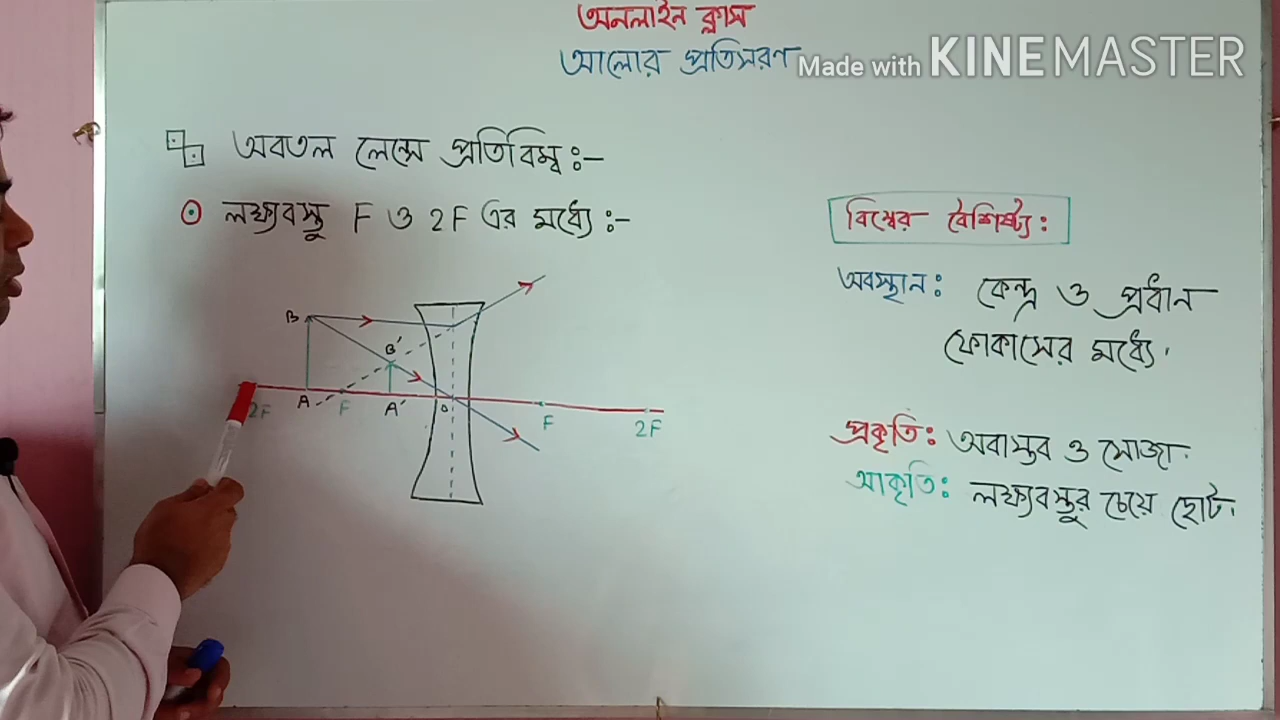 অনলাইন ক্লাস
আলোর প্রতিসরণ
Made with KINEMASTER
অবতল লেন্সে প্রতিবিম্ব :-
লক্ষ্যবস্তু F ও 2F এর মধ্যে :-
বিম্বের বৈশিষ্ট্য :
অবস্থান : কেন্দ্র ও প্রধান
ফোকাসের মধ্যে.
প্রকৃতি : অবাস্তব ও সোজা.
আকৃতি : লক্ষ্যবস্তুর চেয়ে ছোট.
B
B'
2F A F A' O F 2F